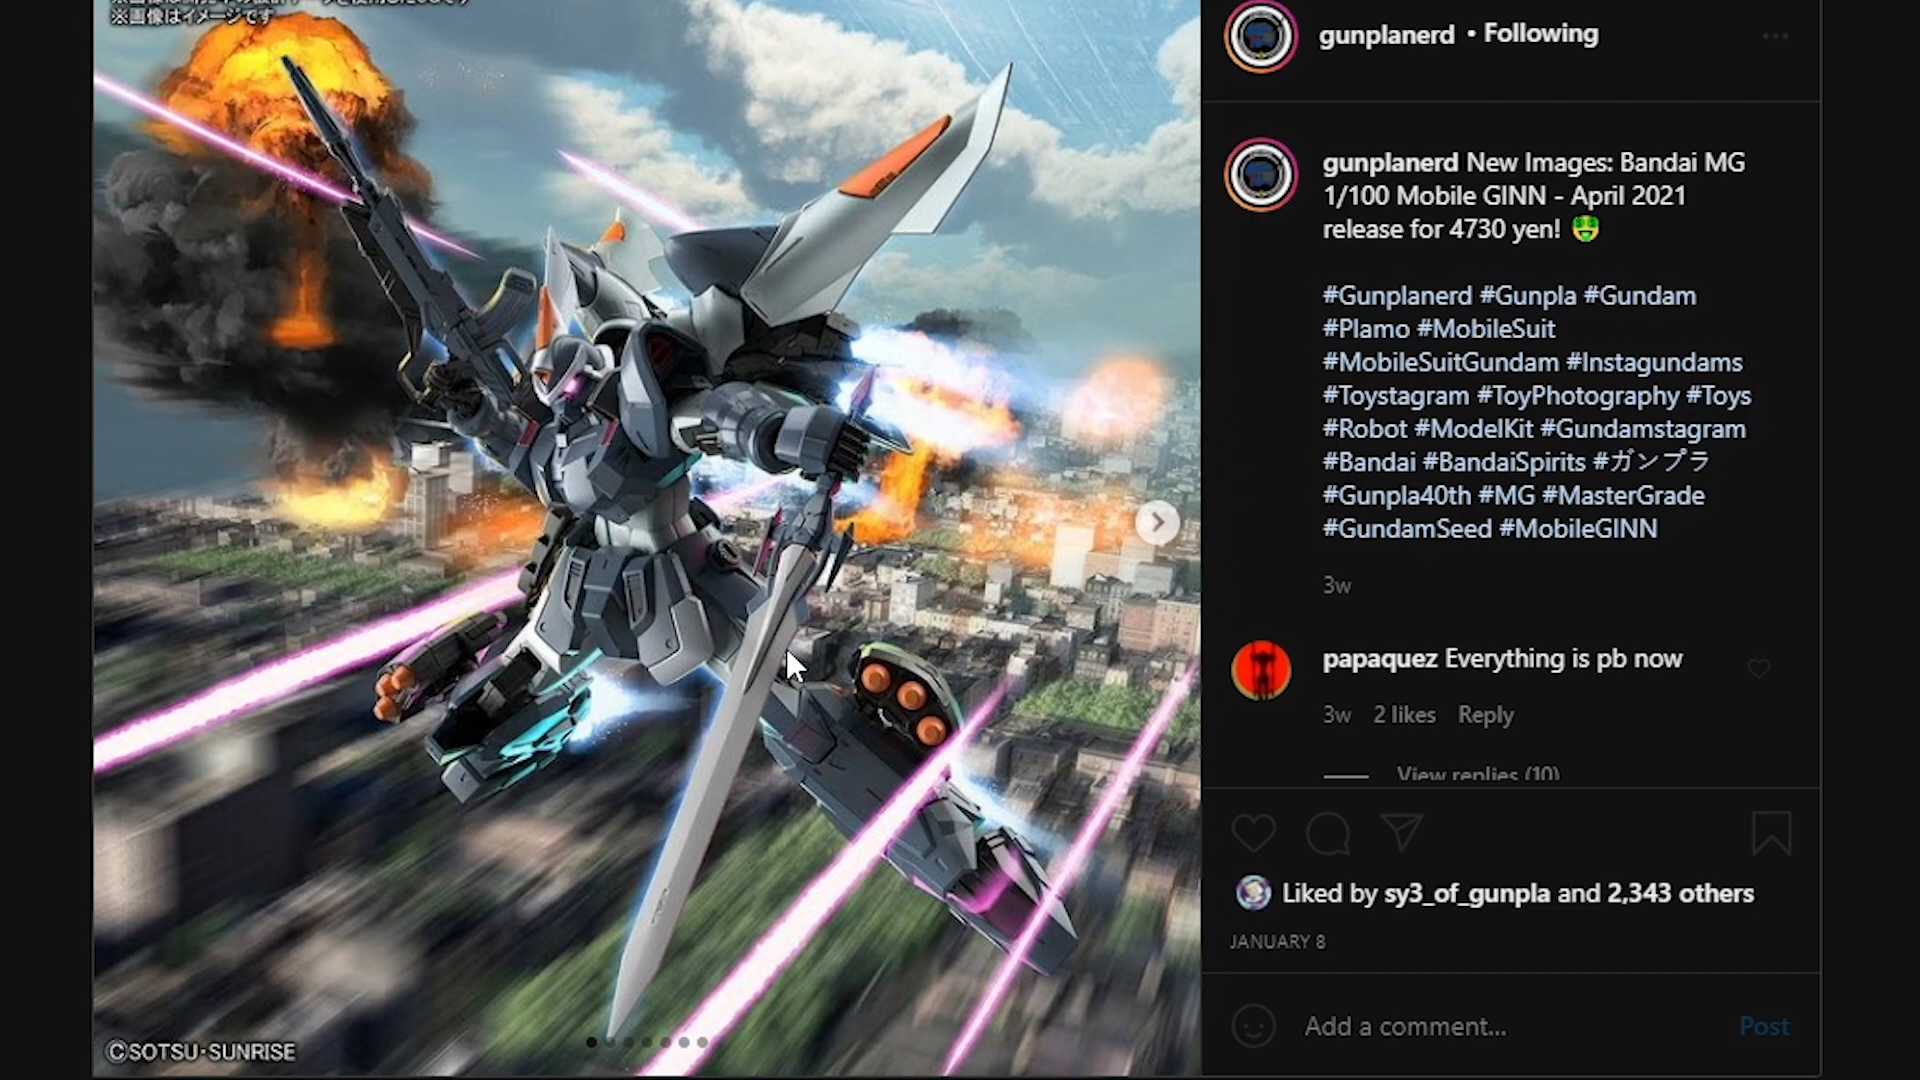 ※画像はイメージです
©SOTSU·SUNRISE
gunplanerd • Following
gunplanerd New Images: Bandai MG
1/100 Mobile GINN - April 2021
release for 4730 yen! 🤑
#Gunplanerd #Gunpla #Gundam
#Plamo #MobileSuit
#MobileSuitGundam #Instagundams
#Toystagram #ToyPhotography #Toys
#Robot #ModelKit #Gundamstagram
#Bandai #BandaiSpirits #ガンプラ
#Gunpla40th #MG #MasterGrade
#GundamSeed #MobileGINN
3w
papaquez Everything is pb now
3w 2 likes Reply
View replies (10)
Liked by sy3_of_gunpla and 2,343 others
JANUARY 8
Add a comment... Post